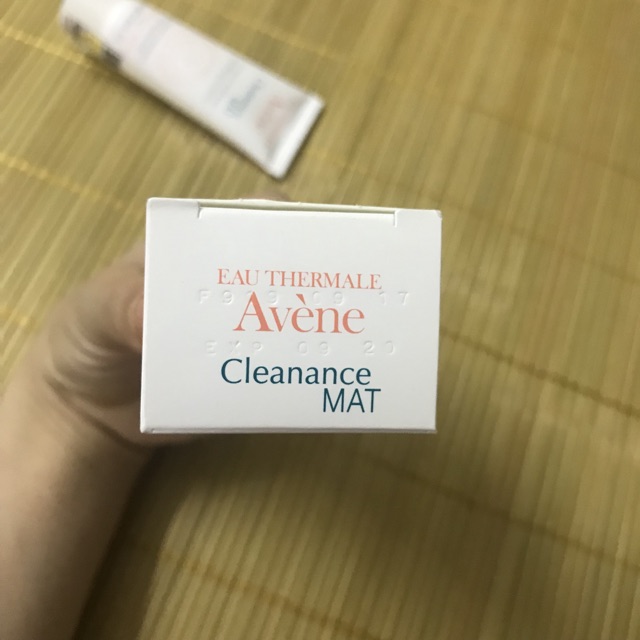 EAU THERMALE
Avène
EXP 09 20
Cleanance
MAT